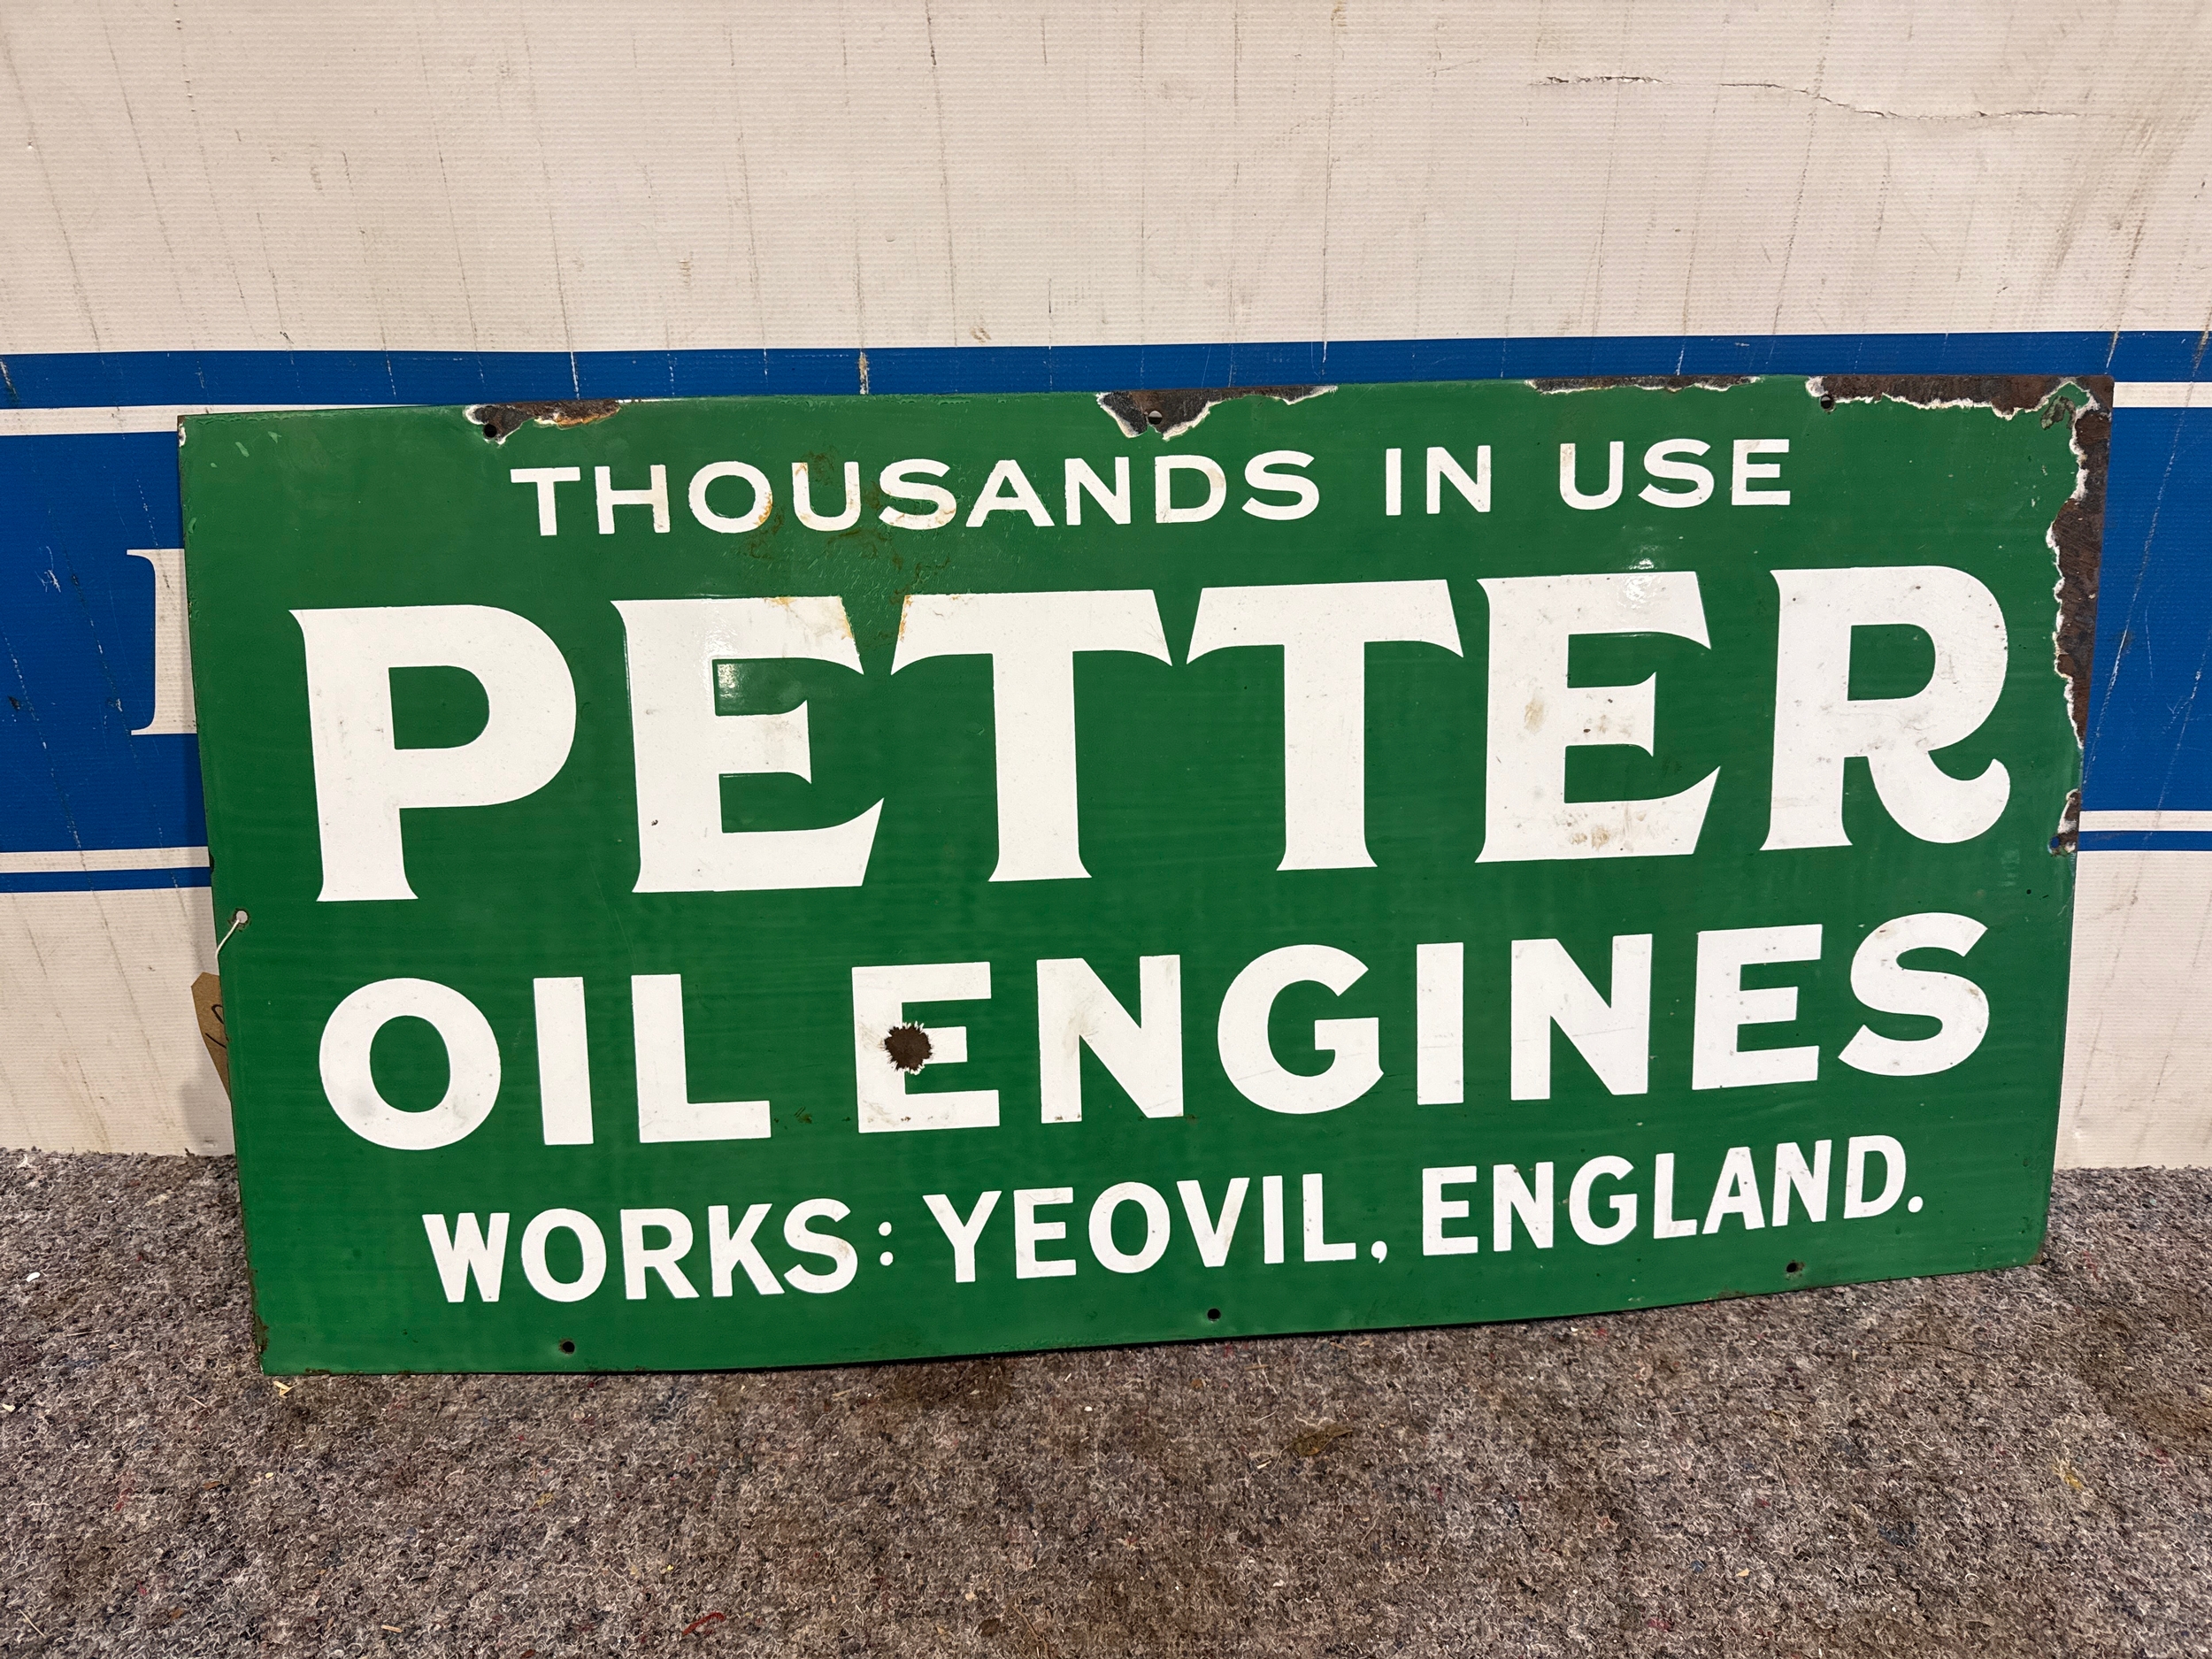 THOUSANDS IN USE
PETTER
OIL ENGINES
WORKS: YEOVIL, ENGLAND.